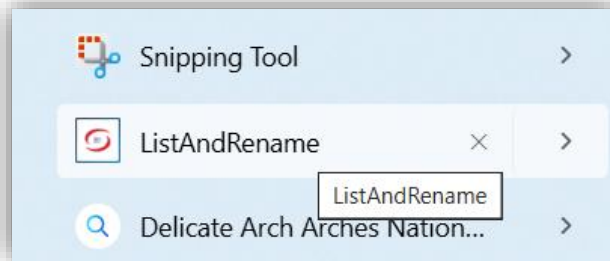 Snipping Tool
ListAndRename
ListAndRename
Delicate Arch Arches Nation...